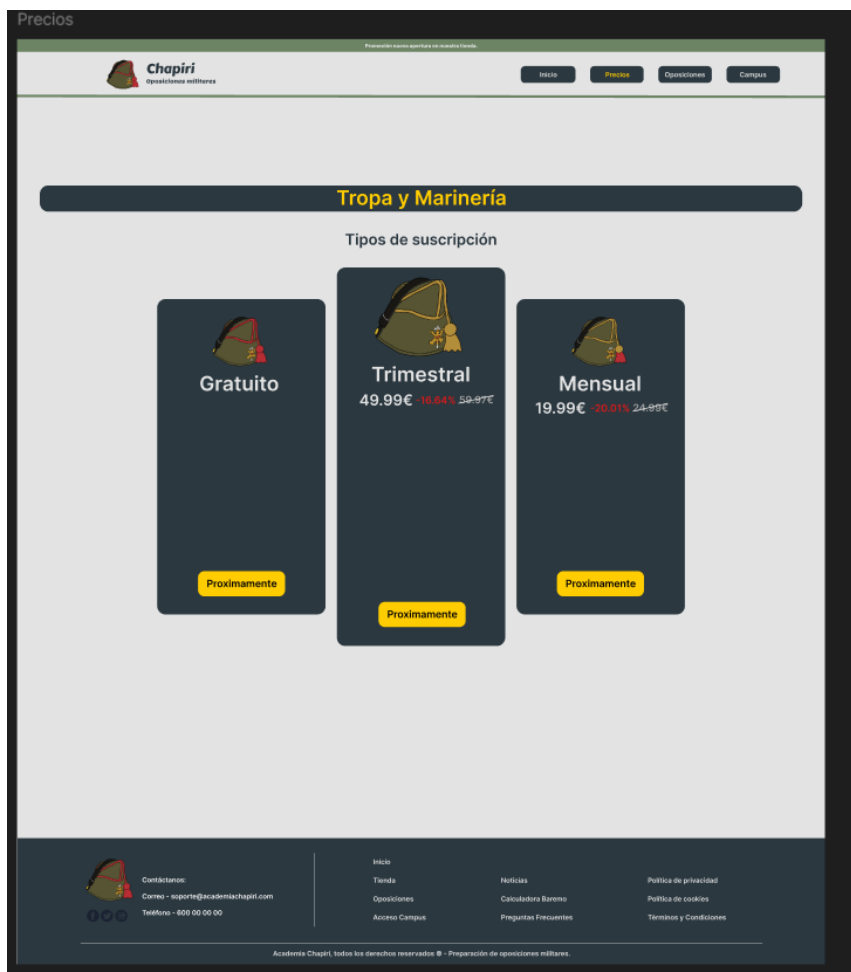 Precios
Promoción nueva apertura en nuestra tienda.
Chapiri
Oposiciones militares
Inicio
Precios
Oposiciones
Campus
Tropa y Marinería
Tipos de suscripción
Gratuito
Proximamente
Trimestral
49.99€ -16.64% 59.97€
Proximamente
Mensual
19.99€ -20.01% 24.99€
Proximamente
Contáctanos:
Correo - soporte@academiachapiri.com
Teléfono - 600 00 00 00
Inicio
Tienda
Oposiciones
Acceso Campus
Noticias
Calculadora Baremo
Preguntas Frecuentes
Política de privacidad
Política de cookies
Términos y Condiciones
Academia Chapiri, todos los derechos reservados ® - Preparación de oposiciones militares.